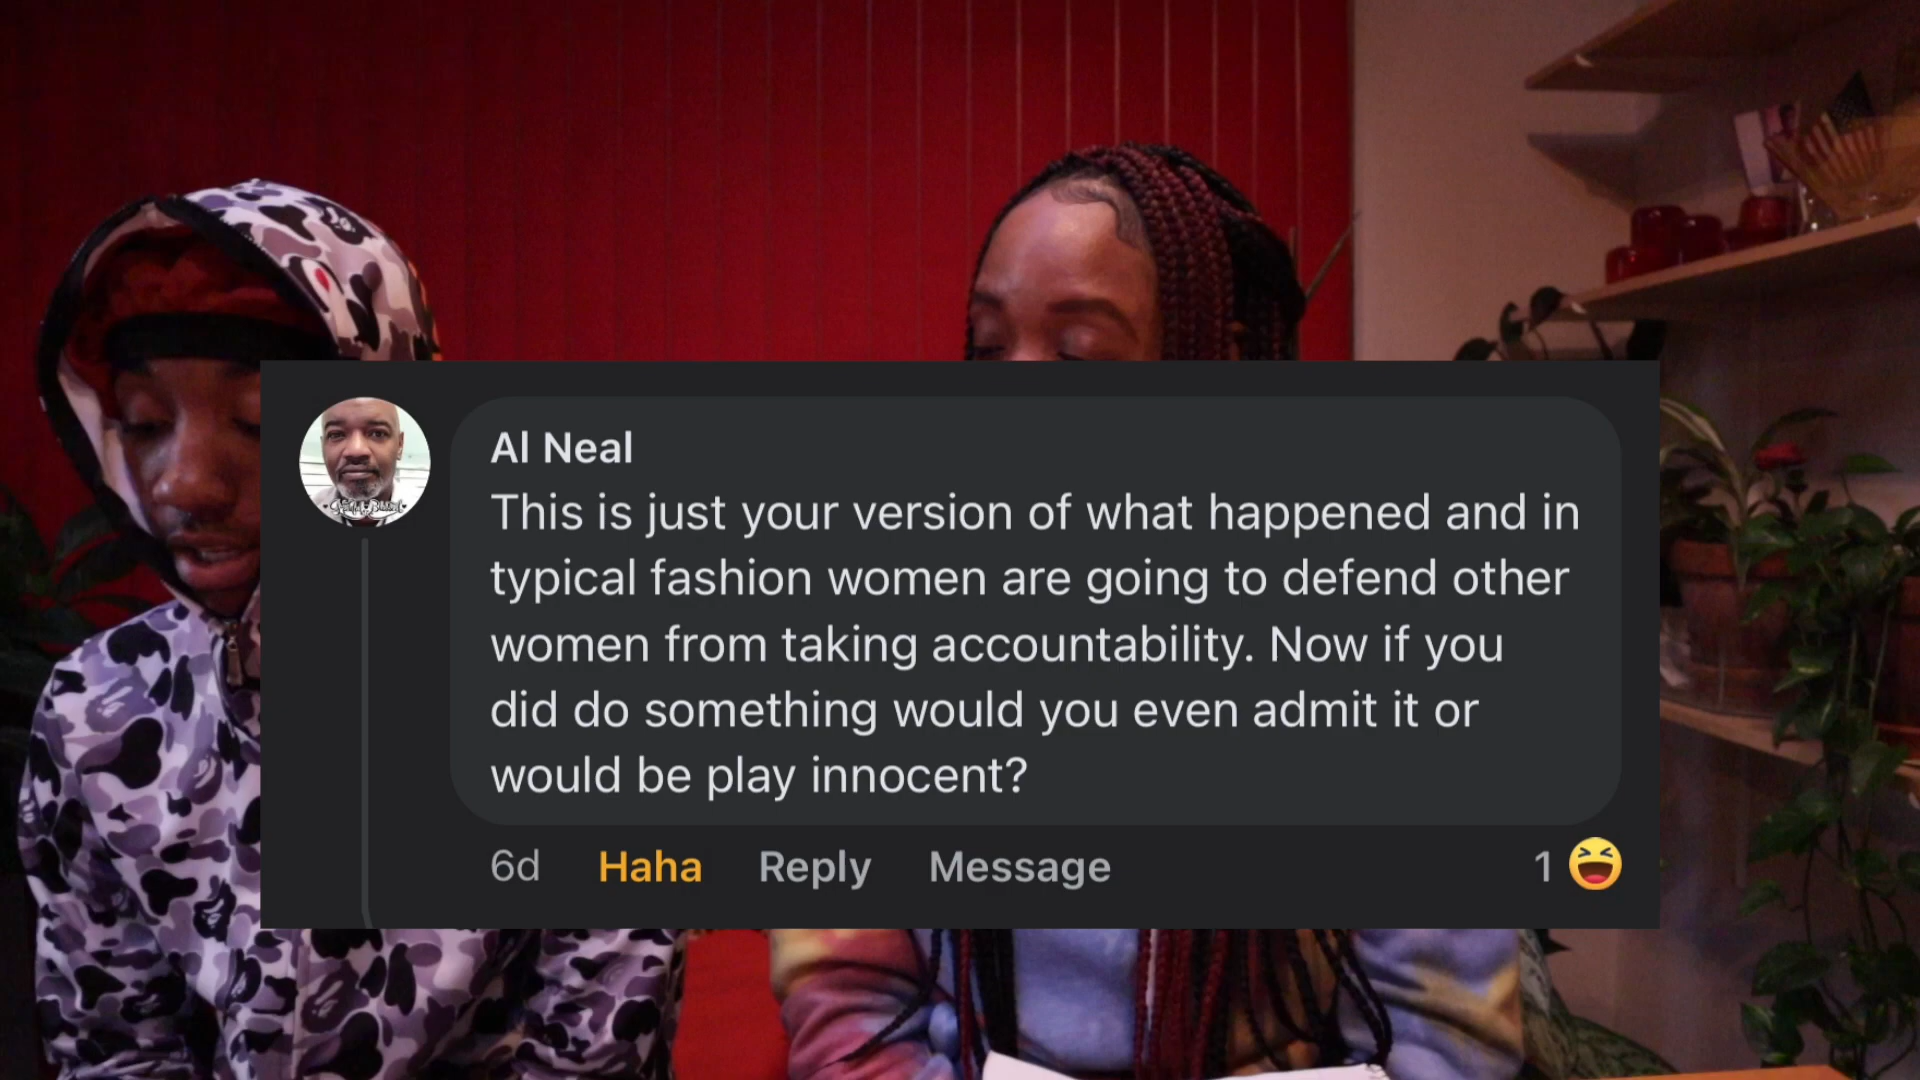 Al Neal
This is just your version of what happened and in
typical fashion women are going to defend other
women from taking accountability. Now if you
did do something would you even admit it or
would be play innocent?
6d Haha Reply Message 1